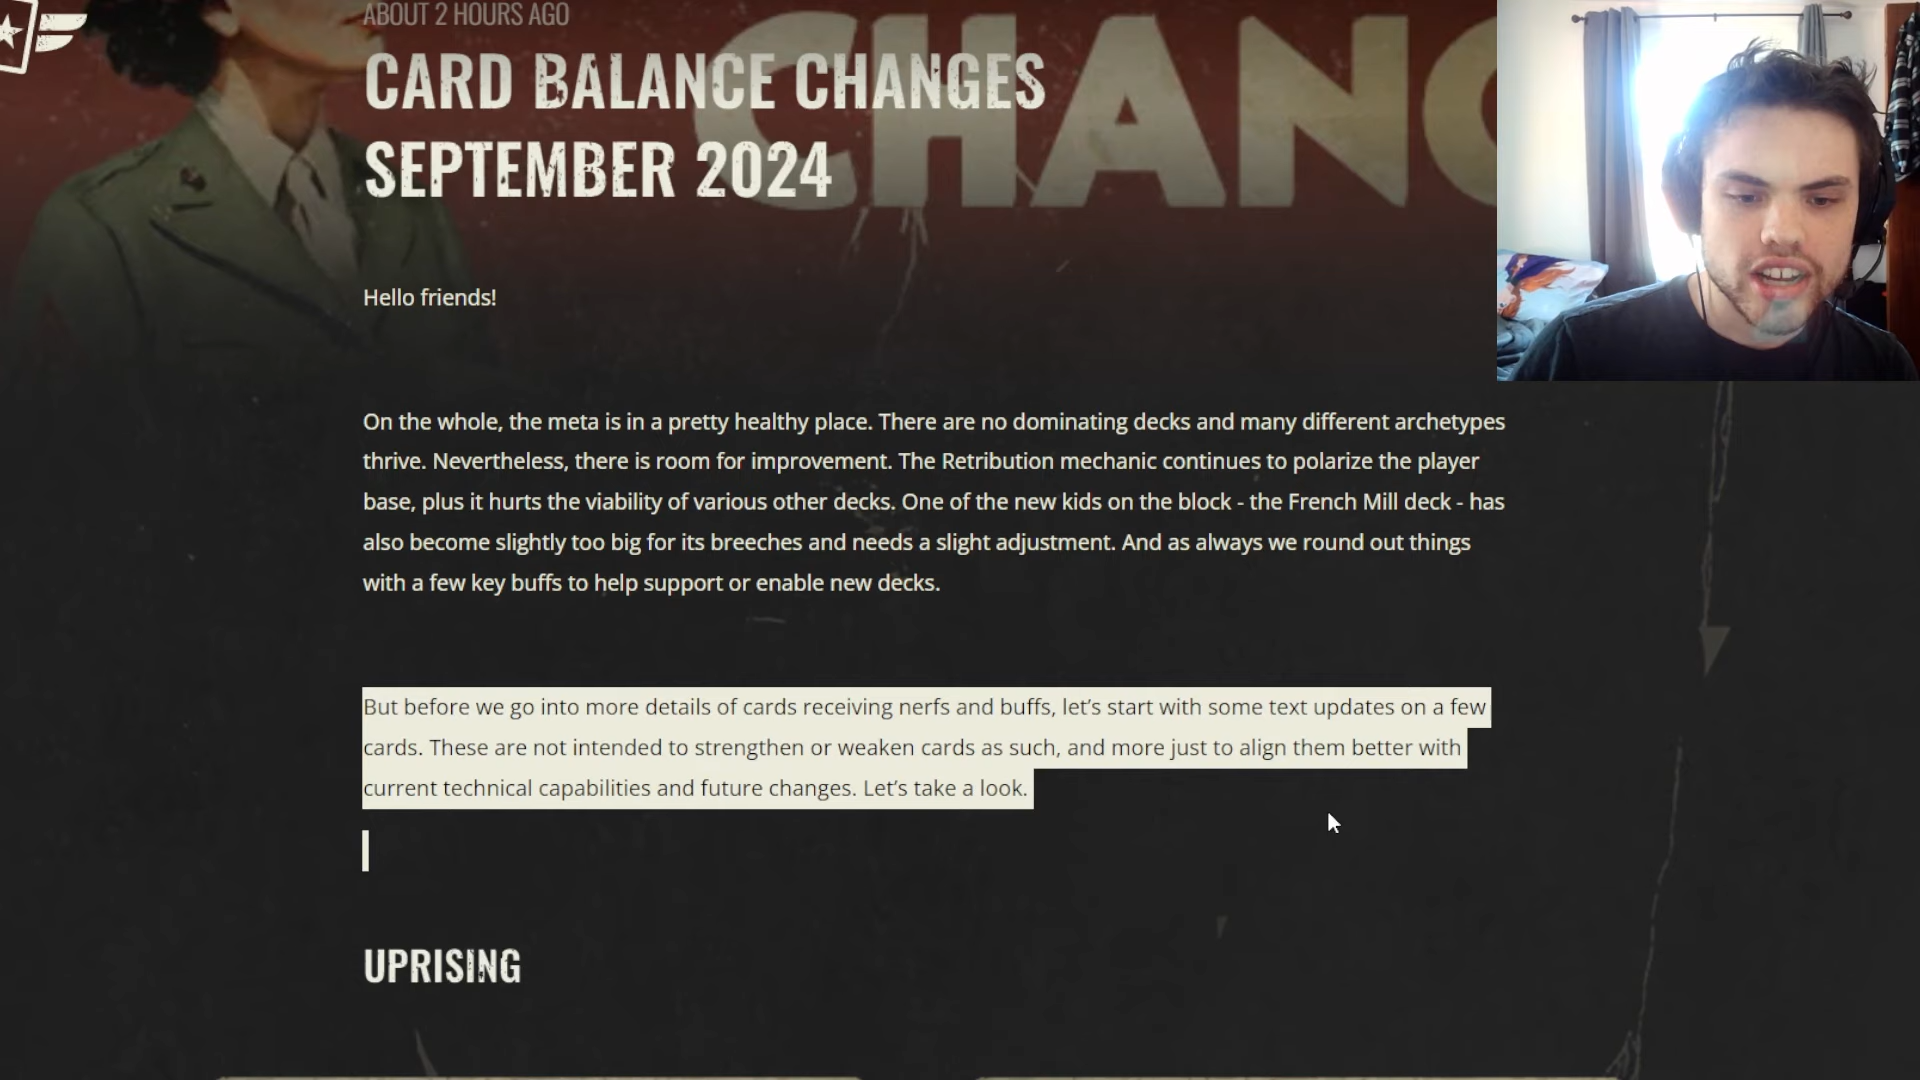 ABOUT 2 HOURS AGO
CARD BALANCE CHANGES
SEPTEMBER 2024
CHANG
Hello friends!
On the whole, the meta is in a pretty healthy place. There are no dominating decks and many different archetypes
thrive. Nevertheless, there is room for improvement. The Retribution mechanic continues to polarize the player
base, plus it hurts the viability of various other decks. One of the new kids on the block - the French Mill deck - has
also become slightly too big for its breeches and needs a slight adjustment. And as always we round out things
with a few key buffs to help support or enable new decks.
But before we go into more details of cards receiving nerfs and buffs, let’s start with some text updates on a few
cards. These are not intended to strengthen or weaken cards as such, and more just to align them better with
current technical capabilities and future changes. Let’s take a look.
UPRISING